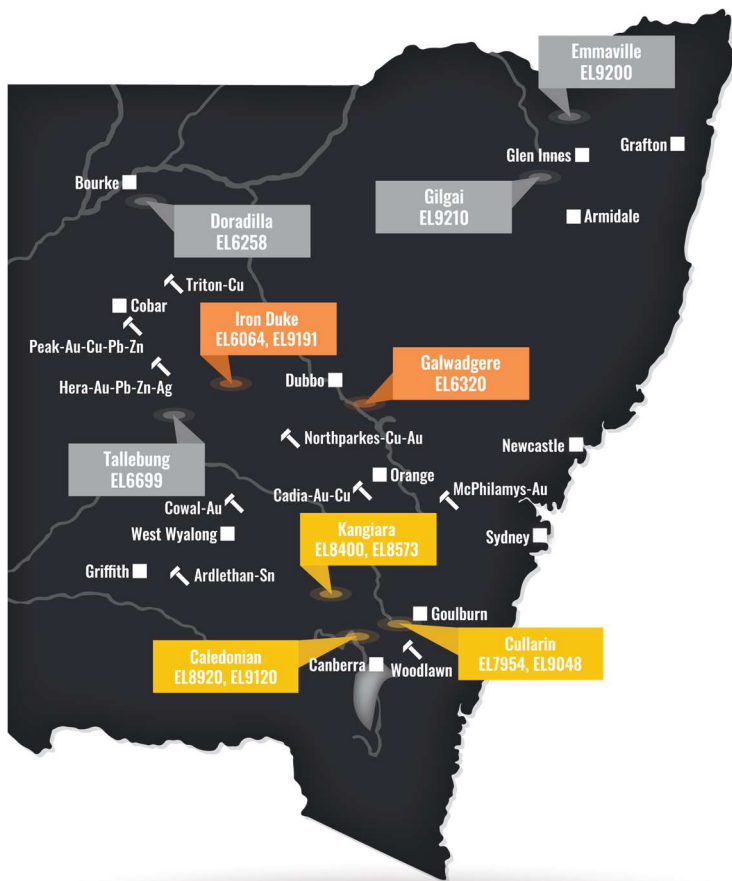 Emmaville
EL9200
Grafton
Glen Innes
Bourke
Gilgai
EL9210
Doradilla
EL6258
Armidale
Triton-Cu
Cobar
Iron Duke
EL6064, EL9191
Peak-Au-Cu-Pb-Zn
Galwadgere
EL6320
Hera-Au-Pb-Zn-Ag
Dubbo
Northparkes-Cu-Au
Newcastle
Tallebung
EL6699
Orange
Cadia-Au-Cu
McPhilamys-Au
Cowal-Au
Kangiara
EL8400, EL8573
West Wyalong
Sydney
Griffith
Ardlethan-Sn
Goulburn
Caledonian
EL8920, EL9120
Canberra
Woodlawn
Cullarin
EL7954, EL9048